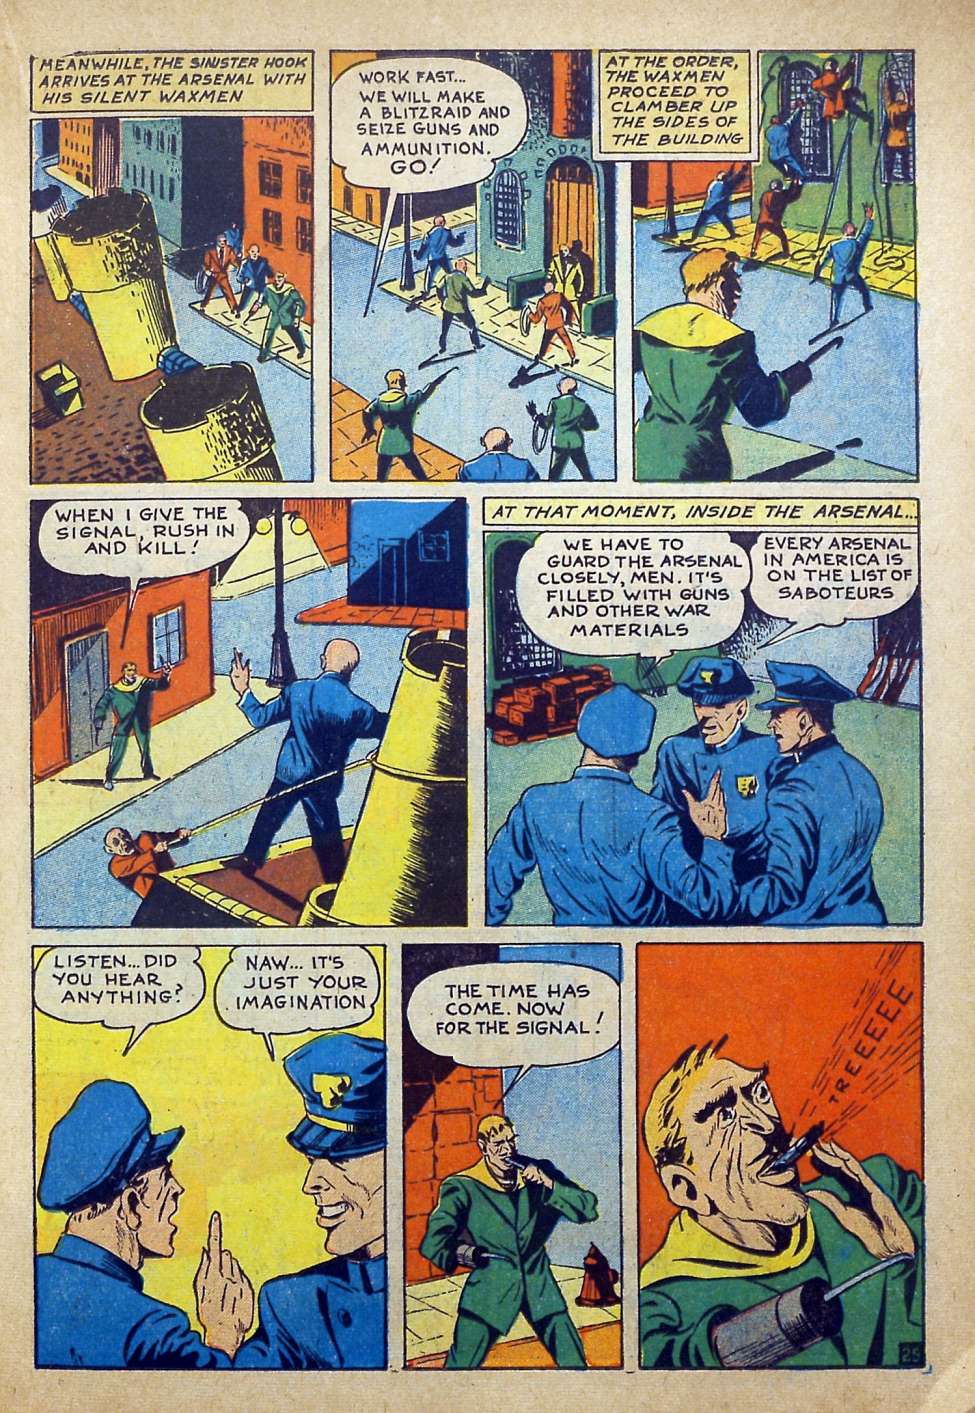 MEANWHILE, THE SINISTER HOOK
ARRIVES AT THE ARSENAL WITH
HIS SILENT WAXMEN
WORK FAST...
WE WILL MAKE
A BLITZRAID AND
SEIZE GUNS AND
AMMUNITION.
GO!
AT THE ORDER,
THE WAXMEN
PROCEED TO
CLAMBER UP
THE SIDES OF
THE BUILDING
WHEN I GIVE THE
SIGNAL, RUSH IN
AND KILL!
AT THAT MOMENT, INSIDE THE ARSENAL...
WE HAVE TO
GUARD THE ARSENAL
CLOSELY, MEN. IT'S
FILLED WITH GUNS
AND OTHER WAR
MATERIALS
EVERY ARSENAL
IN AMERICA IS
ON THE LIST OF
SABOTEURS
LISTEN... DID
YOU HEAR
ANYTHING?
NAW... IT'S
JUST YOUR
IMAGINATION
THE TIME HAS
COME. NOW
FOR THE SIGNAL!
TREEEEE
25